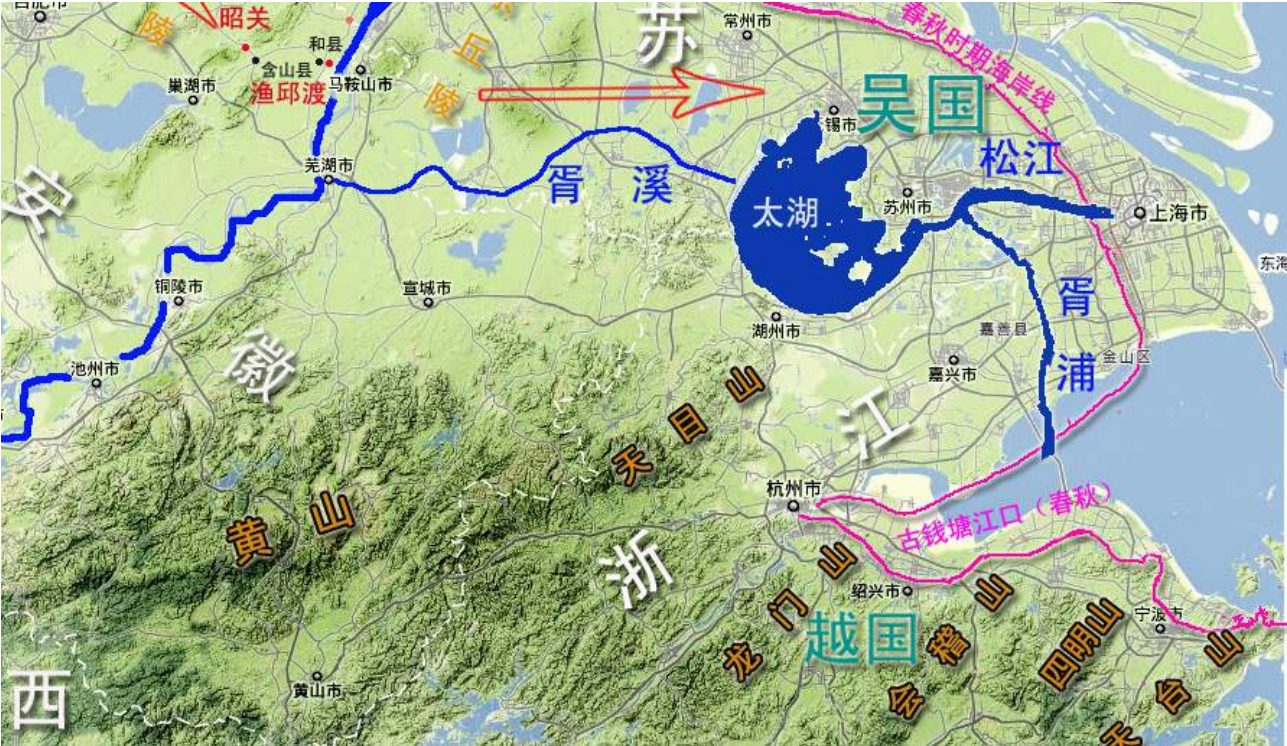 昭关
陵
和县
含山县
渔邱渡
马鞍山市
巢湖市
丘
陵
苏
常州市
春秋时期海岸线
吴国
锡市
松江
芜湖市
胥溪
太湖
苏州市
上海市
安
铜陵市
宣城市
湖州市
胥浦
嘉善县
金山区
嘉兴市
池州市
徽
天目山
江
杭州市
古钱塘江口（春秋）
黄山
浙
绍兴市
越国
宁波市
龙门山
会稽山
四明山
天台山
黄山市
西